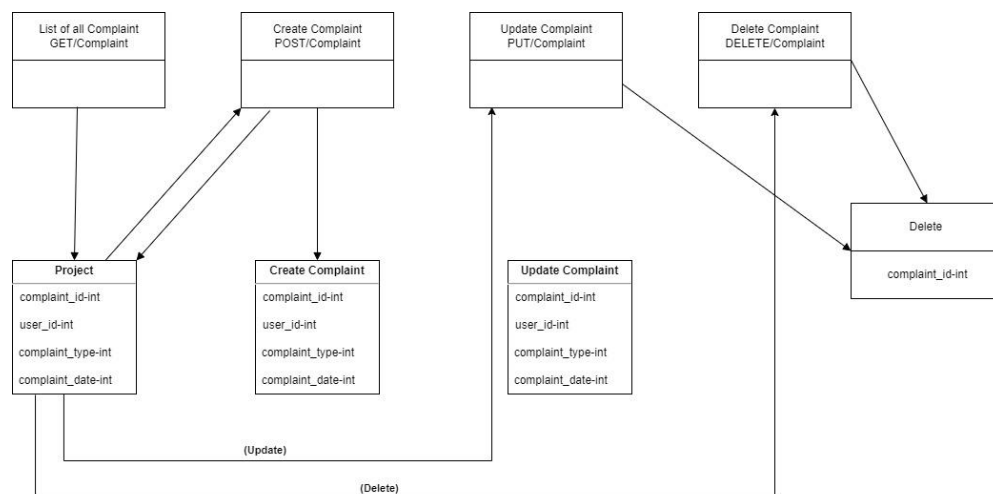 List of all Complaint
GET/Complaint
Create Complaint
POST/Complaint
Update Complaint
PUT/Complaint
Delete Complaint
DELETE/Complaint
Delete
complaint_id-int
Project
complaint_id-int
user_id-int
complaint_type-int
complaint_date-int
Create Complaint
complaint_id-int
user_id-int
complaint_type-int
complaint_date-int
Update Complaint
complaint_id-int
user_id-int
complaint_type-int
complaint_date-int
(Update)
(Delete)